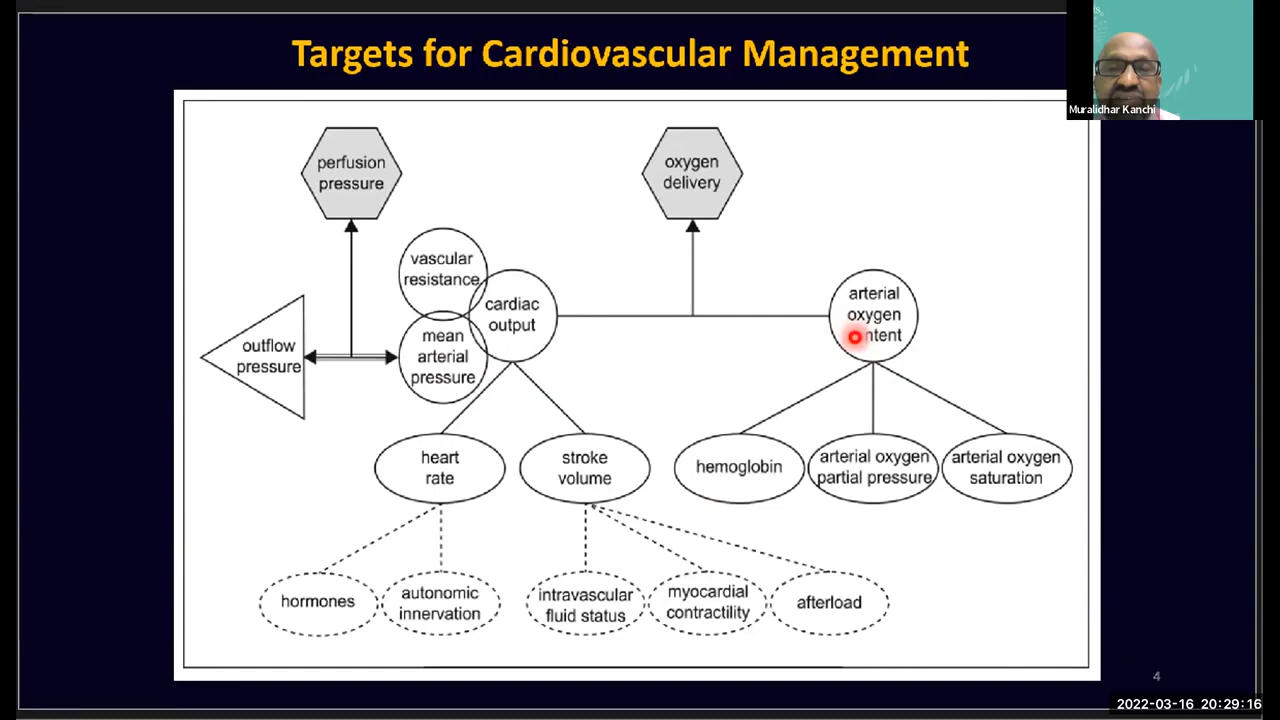 Targets for Cardiovascular Management
Muralidhar Kanchi
perfusion
pressure
oxygen
delivery
vascular
resistance
cardiac
output
arterial
oxygen
mean
arterial
pressure
outflow
pressure
heart
rate
stroke
volume
hemoglobin
arterial oxygen
partial pressure
arterial oxygen
saturation
hormones
autonomic
innervation
intravascular
fluid status
myocardial
contractility
afterload
4
2022-03-16 20:29:16